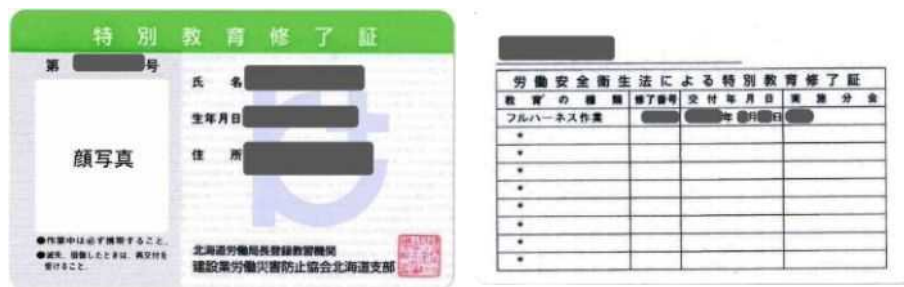 特別教育修了証
第 号
氏 名
生年月日
住 所
顔写真
●作業中は必ず携帯すること。
●滅失、損傷したときは、再交付を
受けること。
北海道労働局長登録教習機関
建設業労働災害防止協会北海道支部
労働安全衛生法による特別教育修了証
教育の種類 修了番号 交付年月日 実施分会
フルハーネス作業 年 月 日
*
*
*
*
*
*
*
*